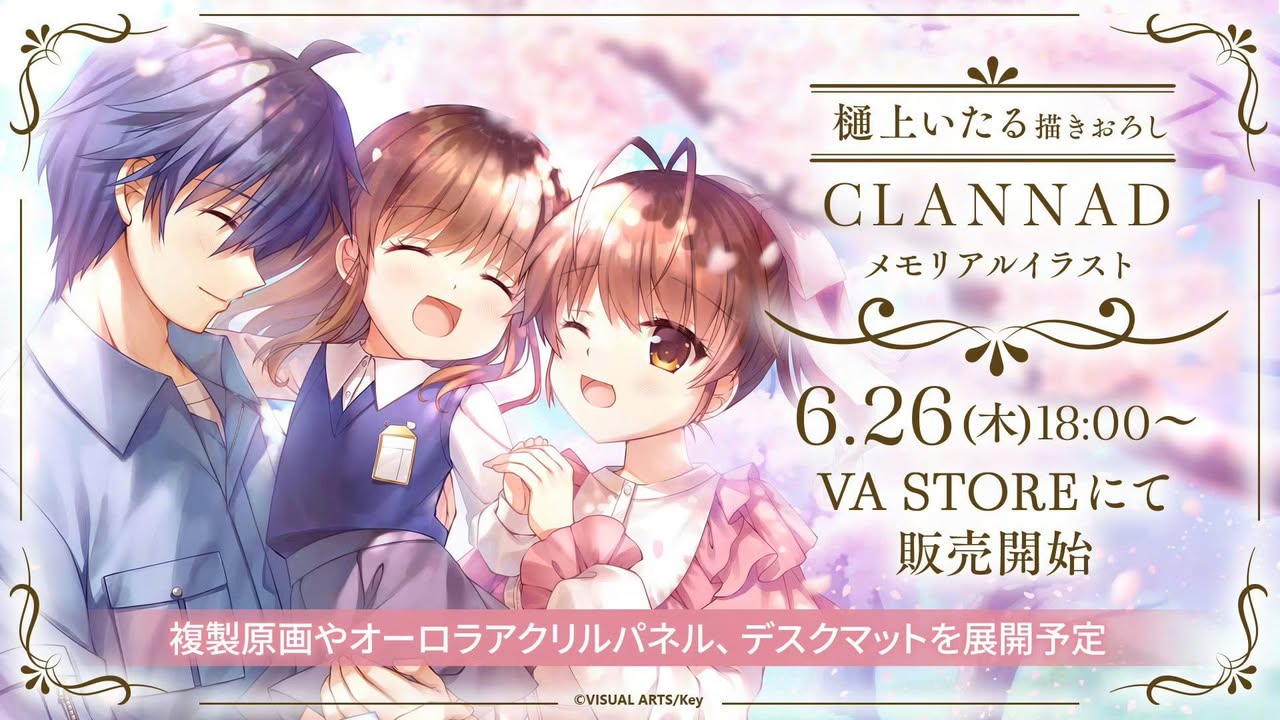 樋上いたる描きおろし
CLANNAD
メモリアルイラスト
6.26(木)18:00〜
VA STOREにて
販売開始
複製原画やオーロラアクリルパネル、デスクマットを展開予定
©VISUAL ARTS/Key